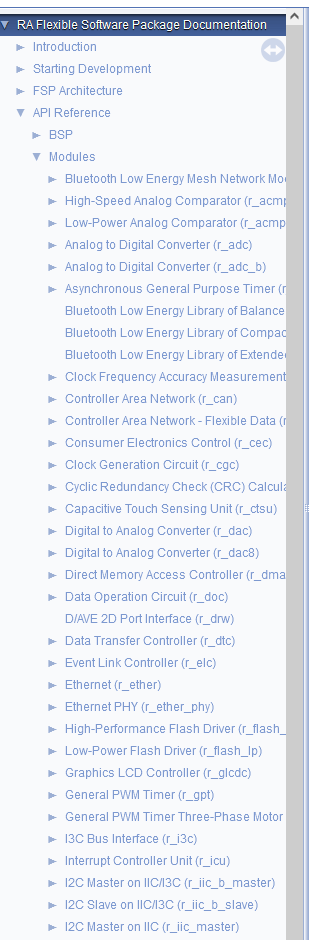 RA Flexible Software Package Documentation
Introduction
Starting Development
FSP Architecture
API Reference
BSP
Modules
Bluetooth Low Energy Mesh Network Mo
High-Speed Analog Comparator (r_acmp
Low-Power Analog Comparator (r_acmp
Analog to Digital Converter (r_adc)
Analog to Digital Converter (r_adc_b)
Asynchronous General Purpose Timer (r
Bluetooth Low Energy Library of Balance
Bluetooth Low Energy Library of Compac
Bluetooth Low Energy Library of Extende
Clock Frequency Accuracy Measurement
Controller Area Network (r_can)
Controller Area Network - Flexible Data (r
Consumer Electronics Control (r_cec)
Clock Generation Circuit (r_cgc)
Cyclic Redundancy Check (CRC) Calcula
Capacitive Touch Sensing Unit (r_ctsu)
Digital to Analog Converter (r_dac)
Digital to Analog Converter (r_dac8)
Direct Memory Access Controller (r_dma
Data Operation Circuit (r_doc)
D/AVE 2D Port Interface (r_drw)
Data Transfer Controller (r_dtc)
Event Link Controller (r_elc)
Ethernet (r_ether)
Ethernet PHY (r_ether_phy)
High-Performance Flash Driver (r_flash_
Low-Power Flash Driver (r_flash_lp)
Graphics LCD Controller (r_glcdc)
General PWM Timer (r_gpt)
General PWM Timer Three-Phase Motor
I3C Bus Interface (r_i3c)
Interrupt Controller Unit (r_icu)
I2C Master on IIC/I3C (r_iic_b_master)
I2C Slave on IIC/I3C (r_iic_b_slave)
I2C Master on IIC (r_iic_master)